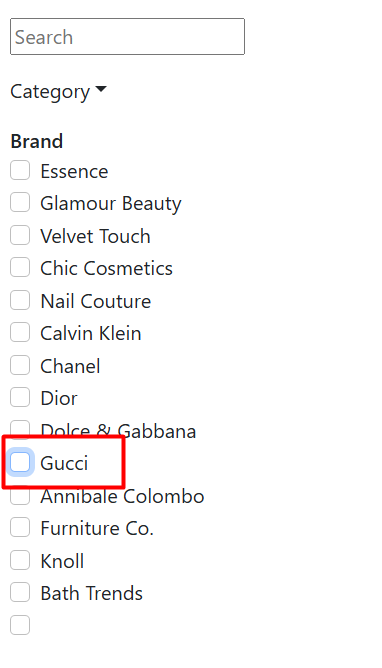 Search
Category
Brand
Essence
Glamour Beauty
Velvet Touch
Chic Cosmetics
Nail Couture
Calvin Klein
Chanel
Dior
Dolce & Gabbana
Gucci
Annibale Colombo
Furniture Co.
Knoll
Bath Trends